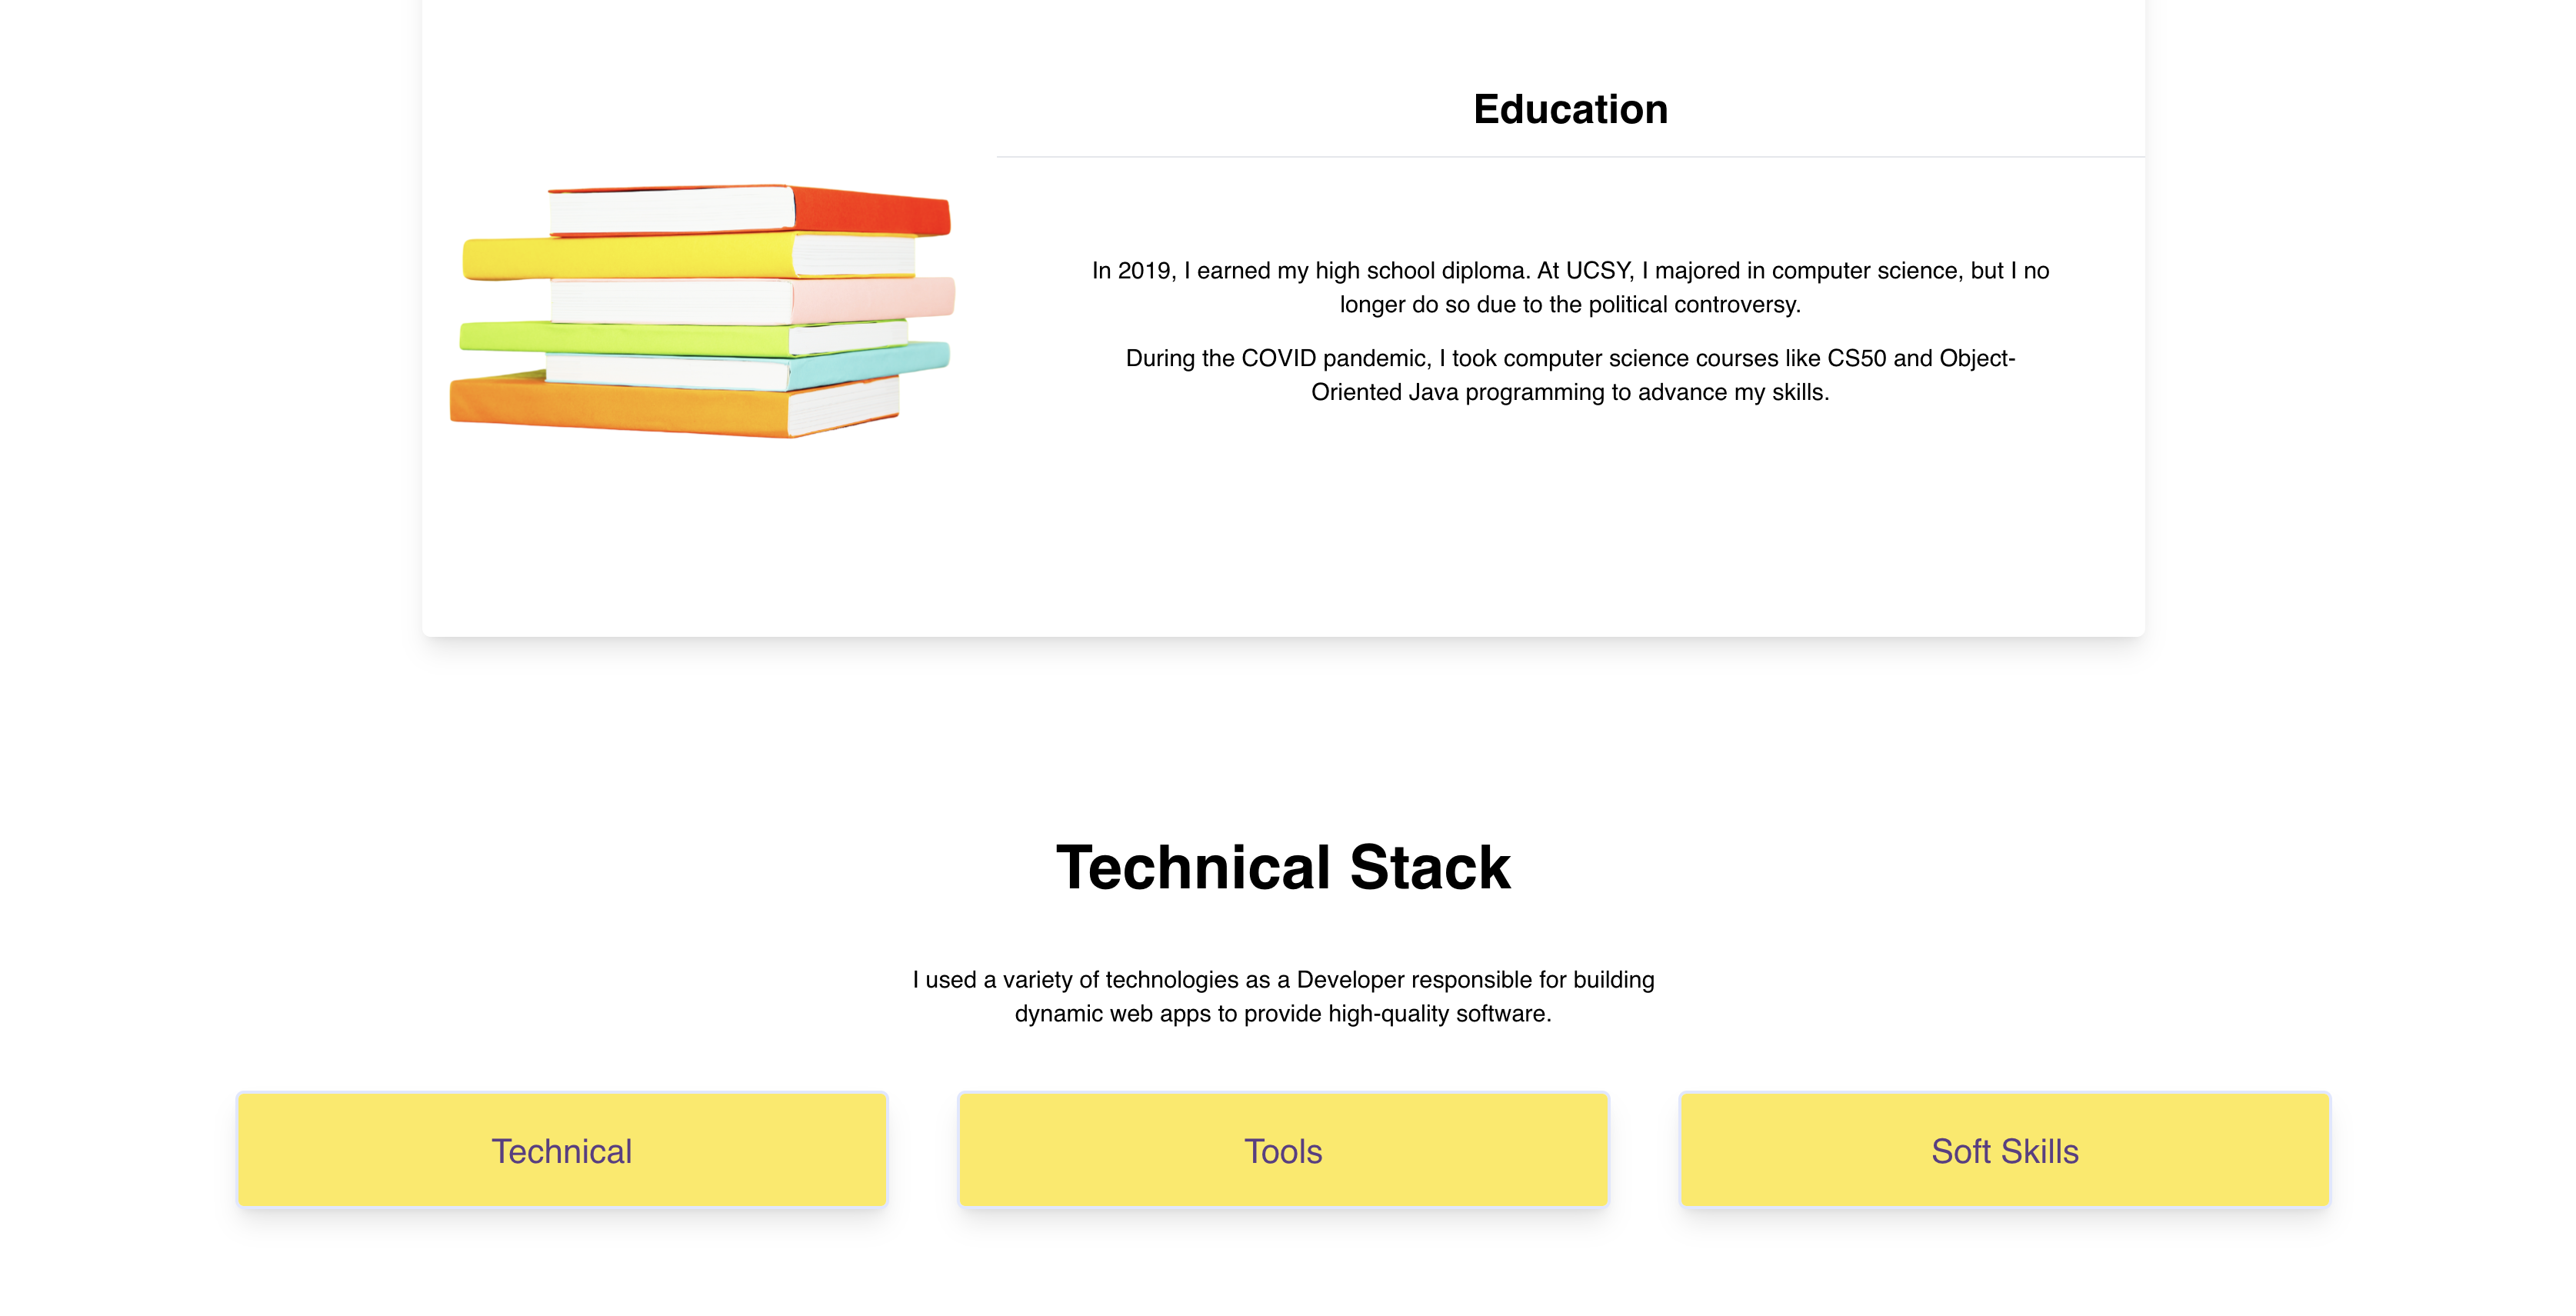 Education
In 2019, I earned my high school diploma. At UCSY, I majored in computer science, but I no
longer do so due to the political controversy.
During the COVID pandemic, I took computer science courses like CS50 and Object-
Oriented Java programming to advance my skills.
Technical Stack
I used a variety of technologies as a Developer responsible for building
dynamic web apps to provide high-quality software.
Technical
Tools
Soft Skills